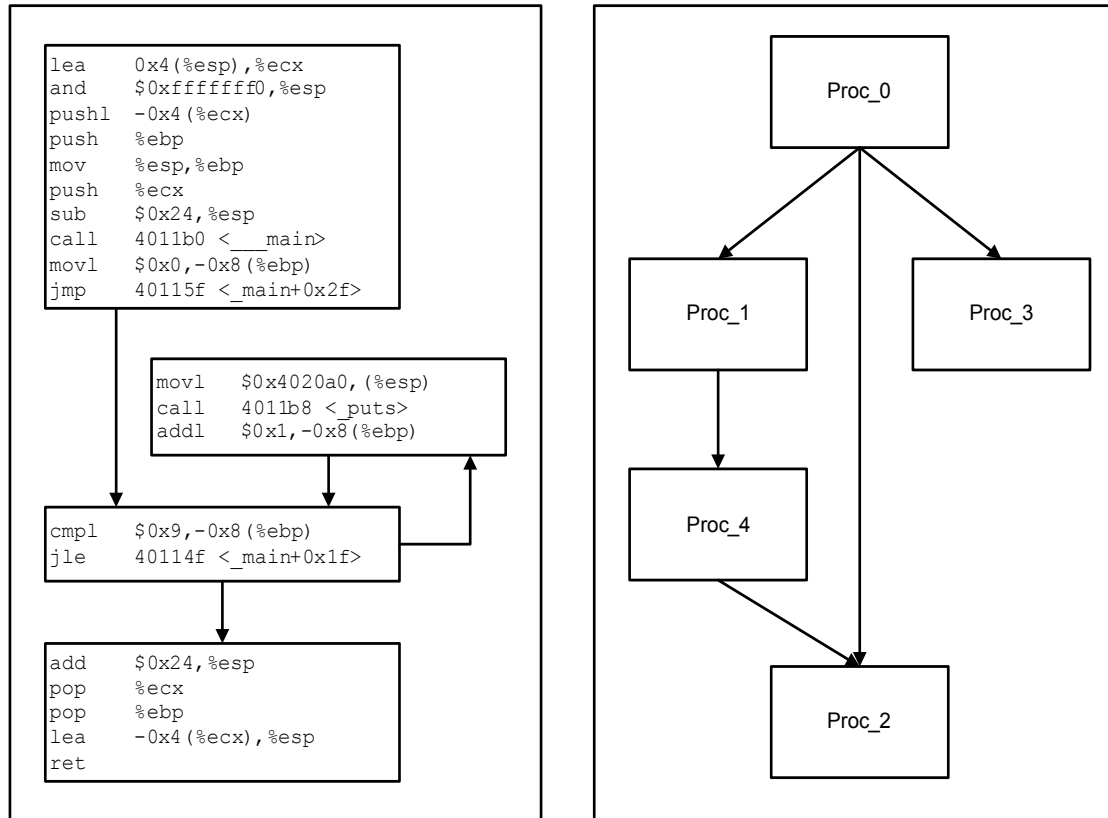 lea 0x4(%esp),%ecx
and $0xfffffff0,%esp
pushl -0x4(%ecx)
push %ebp
mov %esp,%ebp
push %ecx
sub $0x24,%esp
call 4011b0 <___main>
movl $0x0,-0x8(%ebp)
jmp 40115f <_main+0x2f>
movl $0x4020a0,(%esp)
call 4011b8 <_puts>
addl $0x1,-0x8(%ebp)
cmpl $0x9,-0x8(%ebp)
jle 40114f <_main+0x1f>
add $0x24,%esp
pop %ecx
pop %ebp
lea -0x4(%ecx),%esp
ret
Proc_0
Proc_1
Proc_3
Proc_4
Proc_2